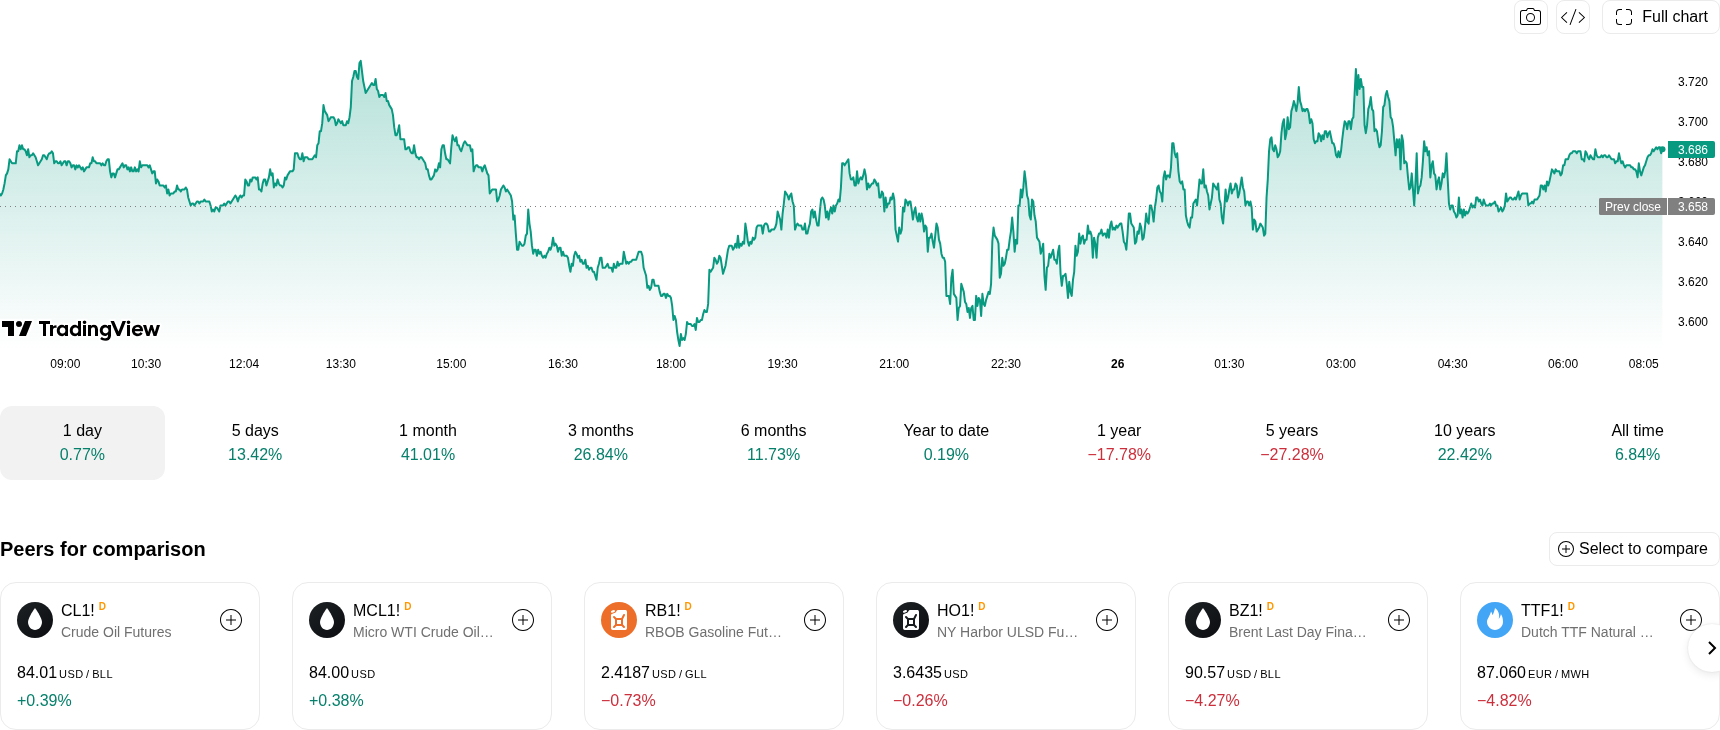 Full chart
3.720
3.700
3.686
3.680
Prev close 3.658
3.640
3.620
3.600
TradingView
09:00 10:30 12:04 13:30 15:00 16:30 18:00 19:30 21:00 22:30 26 01:30 03:00 04:30 06:00 08:05
1 day 5 days 1 month 3 months 6 months Year to date 1 year 5 years 10 years All time
0.77% 13.42% 41.01% 26.84% 11.73% 0.19% −17.78% −27.28% 22.42% 6.84%
Peers for comparison
Select to compare
CL1! D
Crude Oil Futures
84.01 USD / BLL
+0.39%
MCL1! D
Micro WTI Crude Oil…
84.00 USD
+0.38%
RB1! D
RBOB Gasoline Fut…
2.4187 USD / GLL
−0.73%
HO1! D
NY Harbor ULSD Fu…
3.6435 USD
−0.26%
BZ1! D
Brent Last Day Fina…
90.57 USD / BLL
−4.27%
TTF1! D
Dutch TTF Natural …
87.060 EUR / MWH
−4.82%